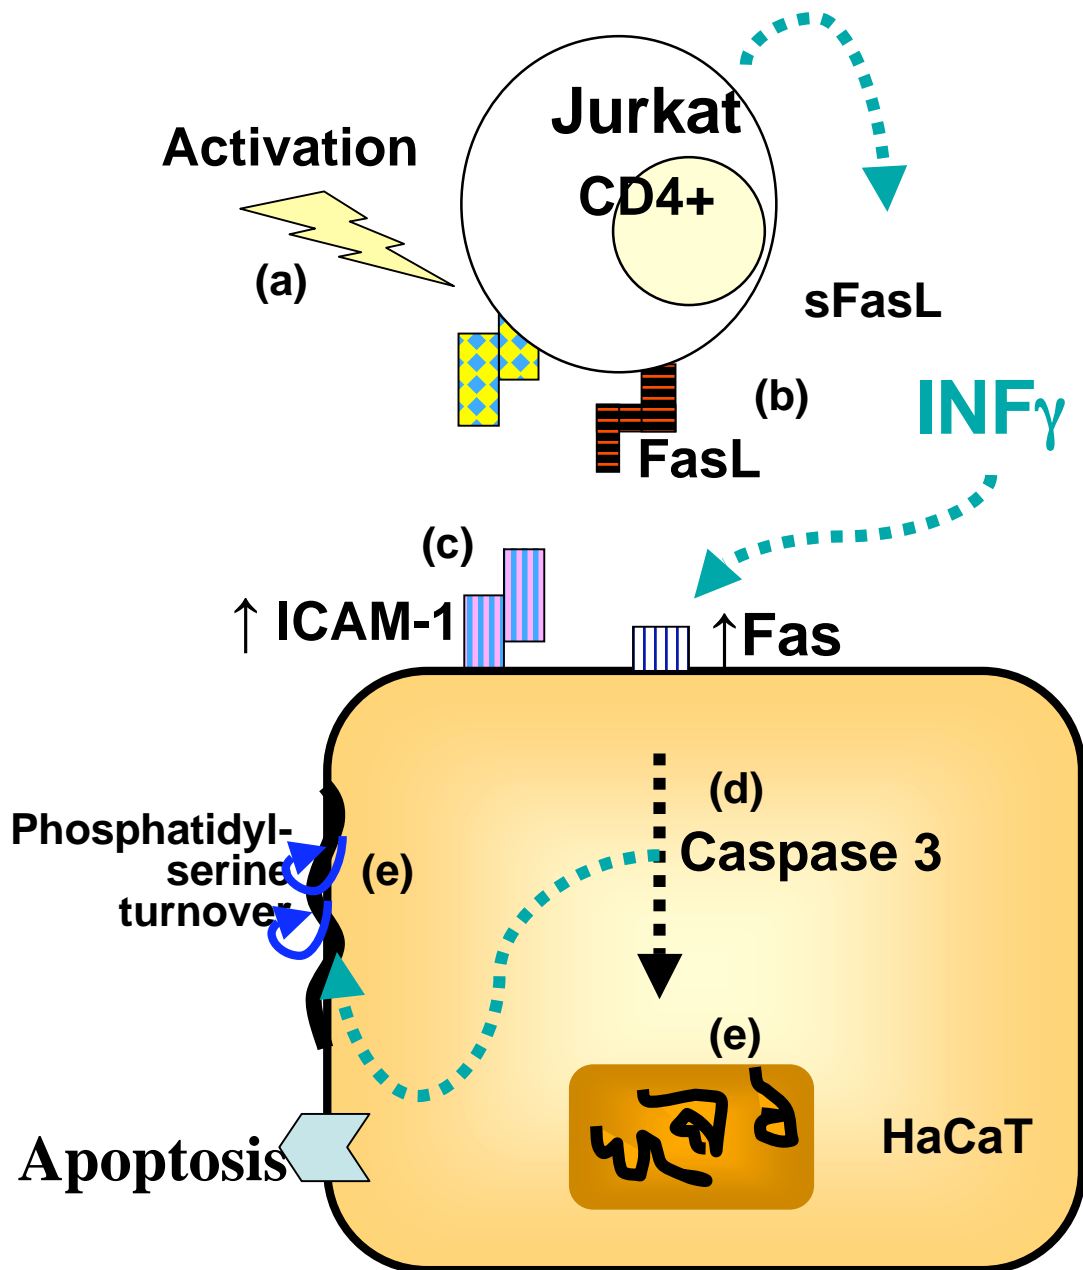 Jurkat
Activation
CD4+
(a)
sFasL
(b)
INFγ
FasL
(c)
↑ ICAM-1
↑Fas
(d)
Phosphatidyl-
serine
turnover
(e)
Caspase 3
(e)
HaCaT
Apoptosis